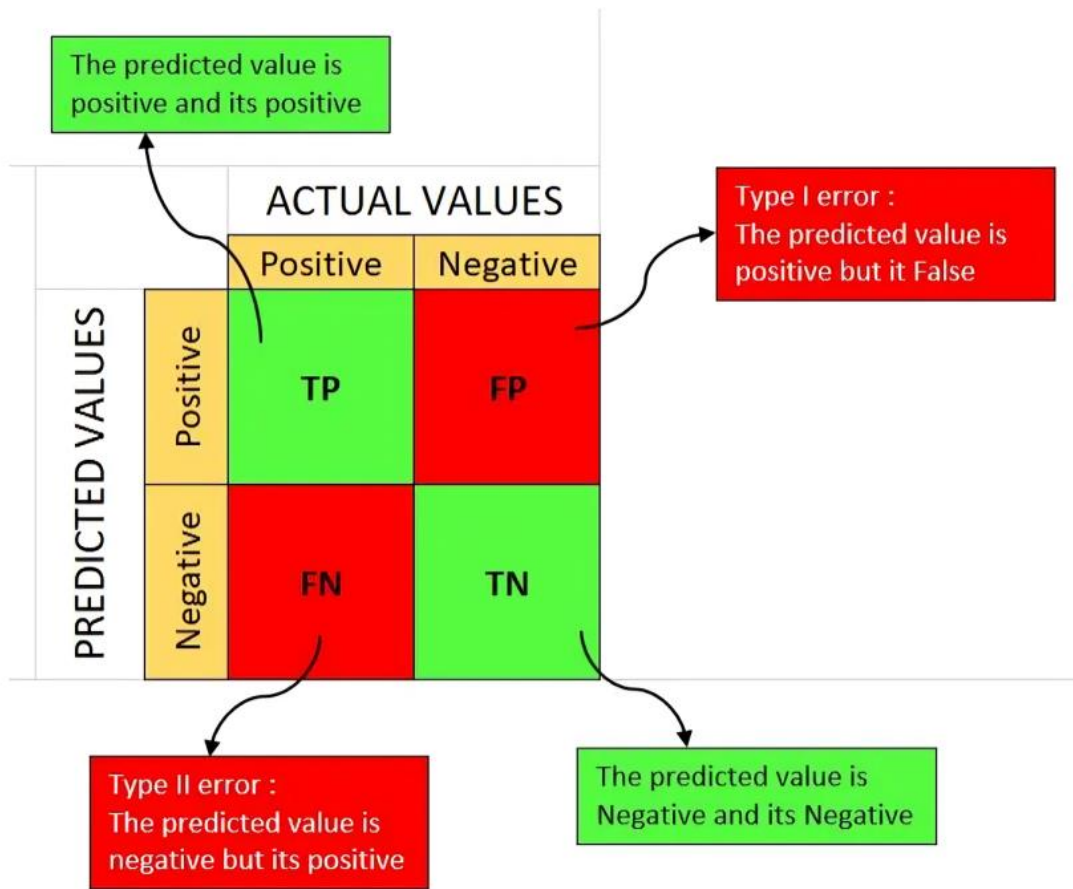 The predicted value is
positive and its positive
Type I error :
The predicted value is
positive but it False
ACTUAL VALUES
Positive
Negative
PREDICTED VALUES
Positive
TP
FP
Negative
FN
TN
Type II error :
The predicted value is
negative but its positive
The predicted value is
Negative and its Negative